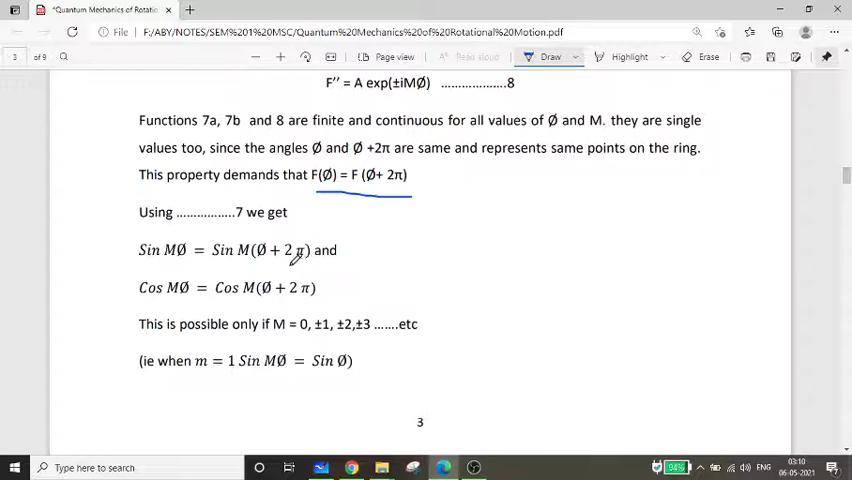 *Quantum Mechanics of Rotatio
File
F:/ABY/NOTES/SEM%201%20MSC/Quantum%20Mechanics%20of%20Rotational%20Motion.pdf
3 of 9
Page view
Read aloud
Draw
Highlight
Erase
F′′ = A exp(±iMØ) ………………..8
Functions 7a, 7b and 8 are finite and continuous for all values of Ø and M. they are single
values too, since the angles Ø and Ø +2π are same and represents same points on the ring.
This property demands that F(Ø) = F (Ø+ 2π)
Using ……………..7 we get
Sin MØ = Sin M(Ø + 2 π) and
Cos MØ = Cos M(Ø + 2 π)
This is possible only if M = 0, ±1, ±2,±3 …….etc
(ie when m = 1 Sin MØ = Sin Ø)
3
Type here to search
94%
ENG
03:10
06-05-2021